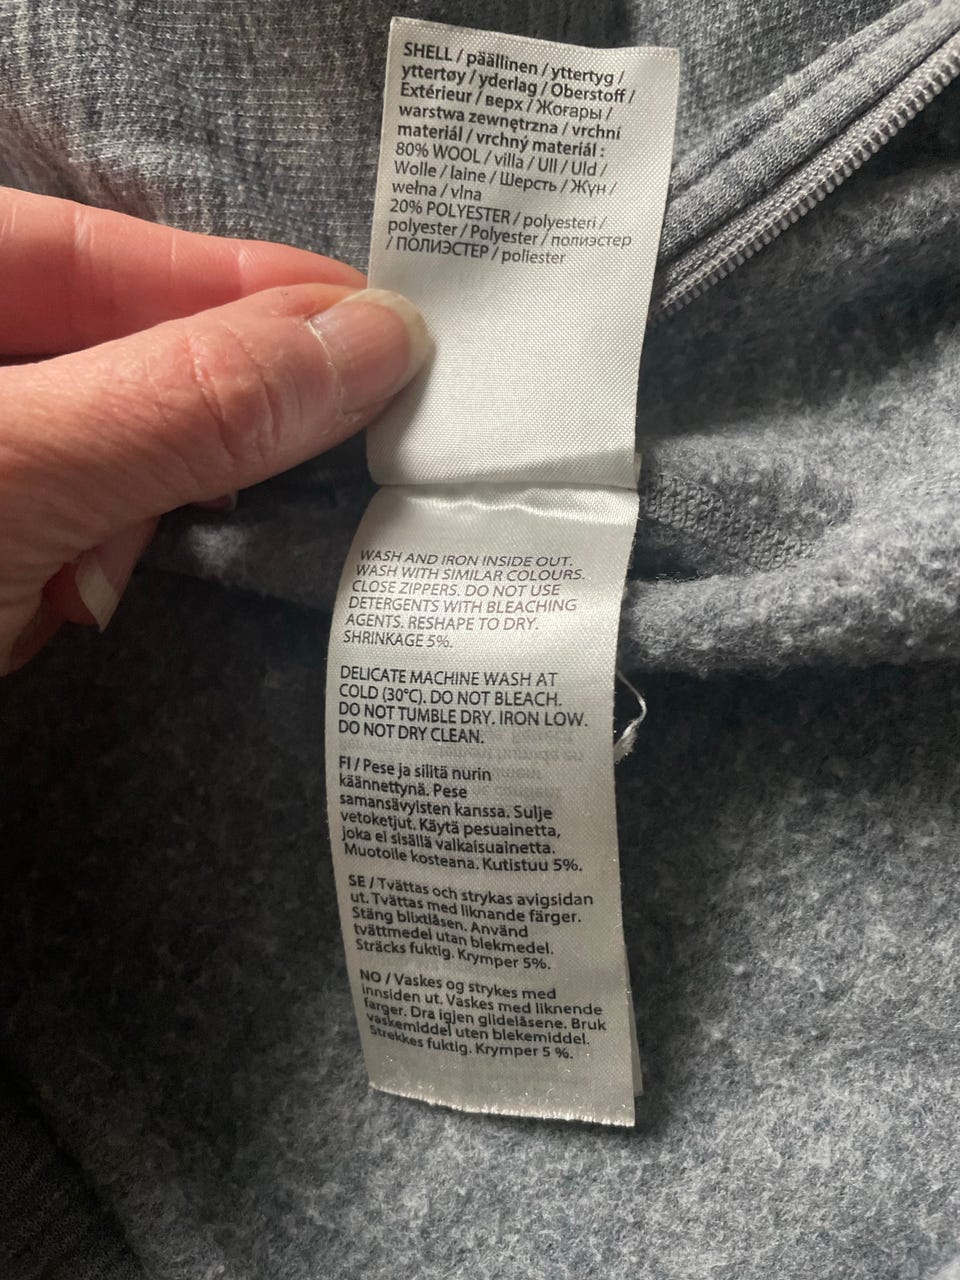 SHELL / päällinen / yttertyg /
yttertøy / yderlag / Oberstoff /
Extérieur / верх / Жоғарғы /
warstwa zewnętrzna / vrchní
materiál / vrchný materiál :
80% WOOL / villa / Ull / Uld /
Wolle / laine / Шерсть / Жүн /
wełna / vlna
20% POLYESTER / polyesteri /
polyester / Polyester / полиэстер
/ ПОЛИЭСТЕР / poliester
WASH AND IRON INSIDE OUT.
WASH WITH SIMILAR COLOURS.
CLOSE ZIPPERS. DO NOT USE
DETERGENTS WITH BLEACHING
AGENTS. RESHAPE TO DRY.
SHRINKAGE 5%.
DELICATE MACHINE WASH AT
COLD (30°C). DO NOT BLEACH.
DO NOT TUMBLE DRY. IRON LOW.
DO NOT DRY CLEAN.
FI / Pese ja silitä nurin
käännettynä. Pese
samansävyisten kanssa. Sulje
vetoketjut. Käytä pesuainetta,
joka ei sisällä valkaisuainetta.
Muotoile kosteana. Kutistuu 5%.
SE / Tvättas och strykas avigsidan
ut. Tvättas med liknande färger.
Stäng blixtlåsen. Använd
tvättmedel utan blekmedel.
Sträcks fuktig. Krymper 5%.
NO / Vaskes og strykes med
innsiden ut. Vaskes med liknende
farger. Dra igjen glidelåsene. Bruk
vaskemiddel uten blekemiddel.
Strekkes fuktig. Krymper 5 %.